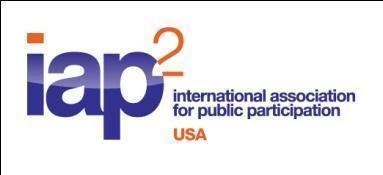 iap2
international association
for public participation
USA